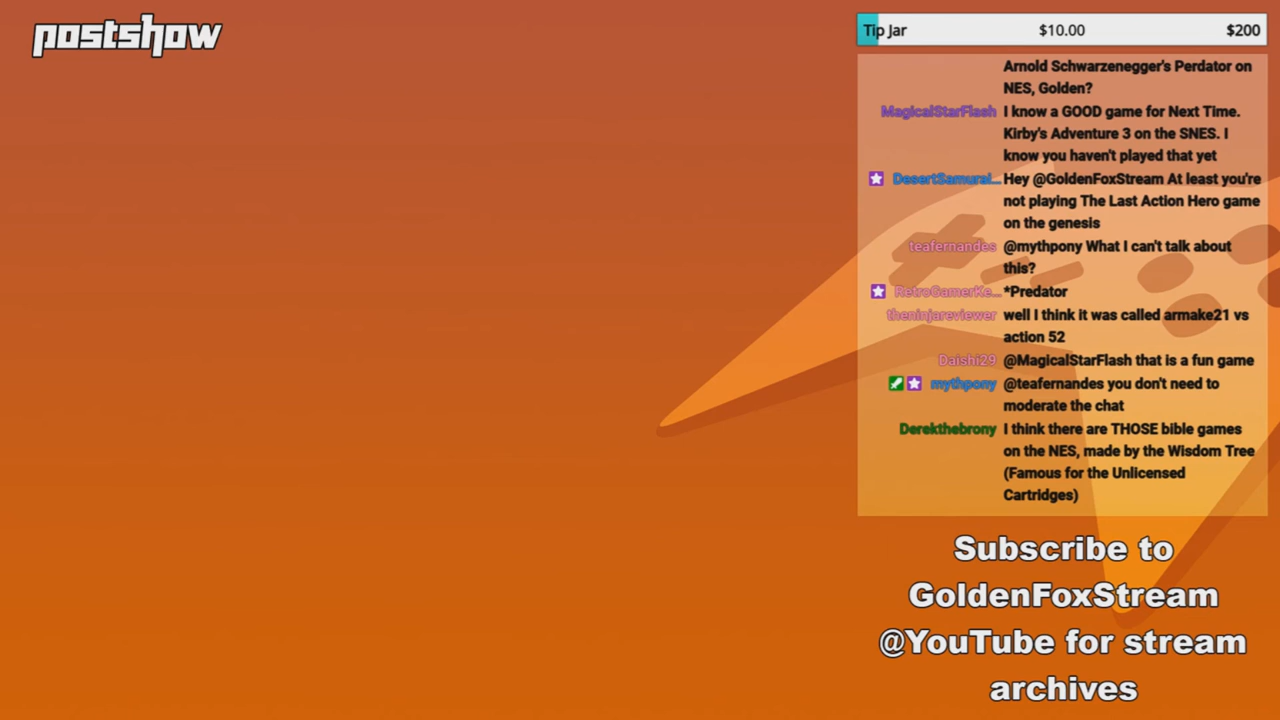 postshow
Tip Jar $10.00 $200
Arnold Schwarzenegger's Perdator on
NES, Golden?
MagicalStarFlash I know a GOOD game for Next Time.
Kirby's Adventure 3 on the SNES. I
know you haven't played that yet
DesertSamurai... Hey @GoldenFoxStream At least you're
not playing The Last Action Hero game
on the genesis
teafernandes @mythpony What I can't talk about
this?
RetroGamerKe... *Predator
theninjareviewer well I think it was called armake21 vs
action 52
Daishi29 @MagicalStarFlash that is a fun game
mythpony @teafernandes you don't need to
moderate the chat
Derekthebrony I think there are THOSE bible games
on the NES, made by the Wisdom Tree
(Famous for the Unlicensed
Cartridges)
Subscribe to
GoldenFoxStream
@YouTube for stream
archives